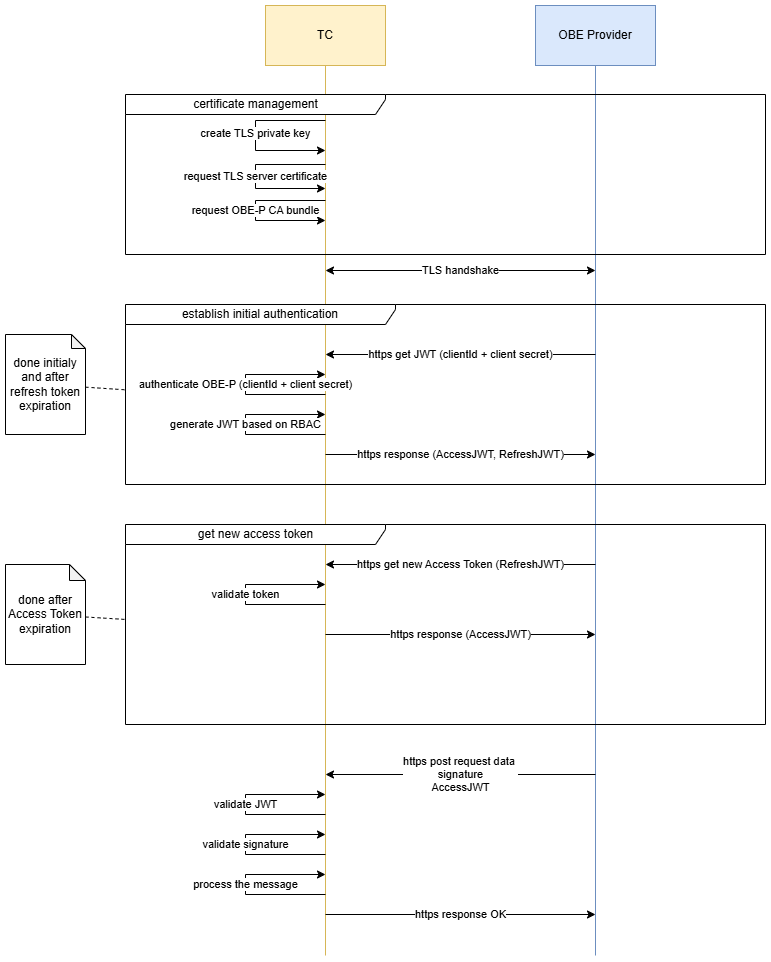 TC
OBE Provider
certificate management
create TLS private key
request TLS server certificate
request OBE-P CA bundle
TLS handshake
establish initial authentication
done initialy
and after
refresh token
expiration
https get JWT (clientId + client secret)
authenticate OBE-P (clientId + client secret)
generate JWT based on RBAC
https response (AccessJWT, RefreshJWT)
get new access token
done after
Access Token
expiration
https get new Access Token (RefreshJWT)
validate token
https response (AccessJWT)
https post request data
signature
AccessJWT
validate JWT
validate signature
process the message
https response OK